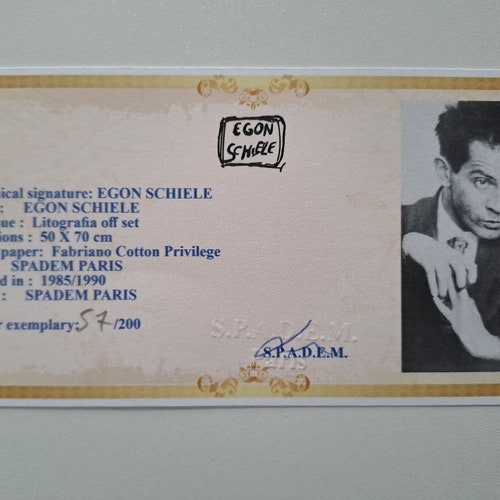 EGON
SCHIELE
ical signature: EGON SCHIELE
: EGON SCHIELE
ue : Litografia off set
ions : 50 X 70 cm
paper: Fabriano Cotton Privilege
SPADEM PARIS
d in : 1985/1990
: SPADEM PARIS
r exemplary: 57/200
S.P.A.D.E.M.
Paris
S.P.A.D.E.M.